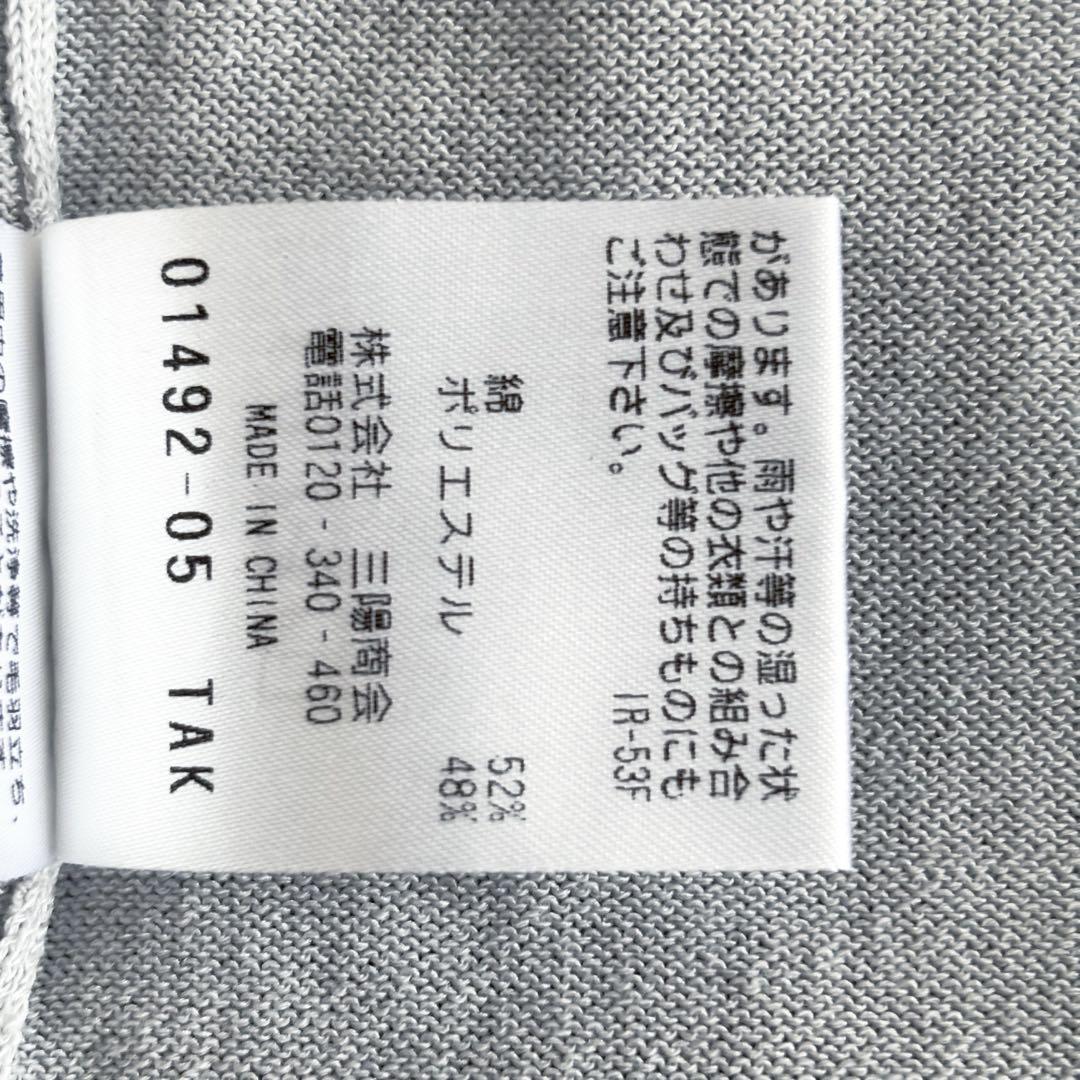 があります。雨や汗等の湿った状
態での摩擦や他の衣類との組み合
わせ及びバッグ等の持ちものにも
ご注意下さい。 IR-53F
綿 52%
ポリエステル 48%
株式会社 三陽商会
電話0120-340-460
MADE IN CHINA
01492-05 TAK